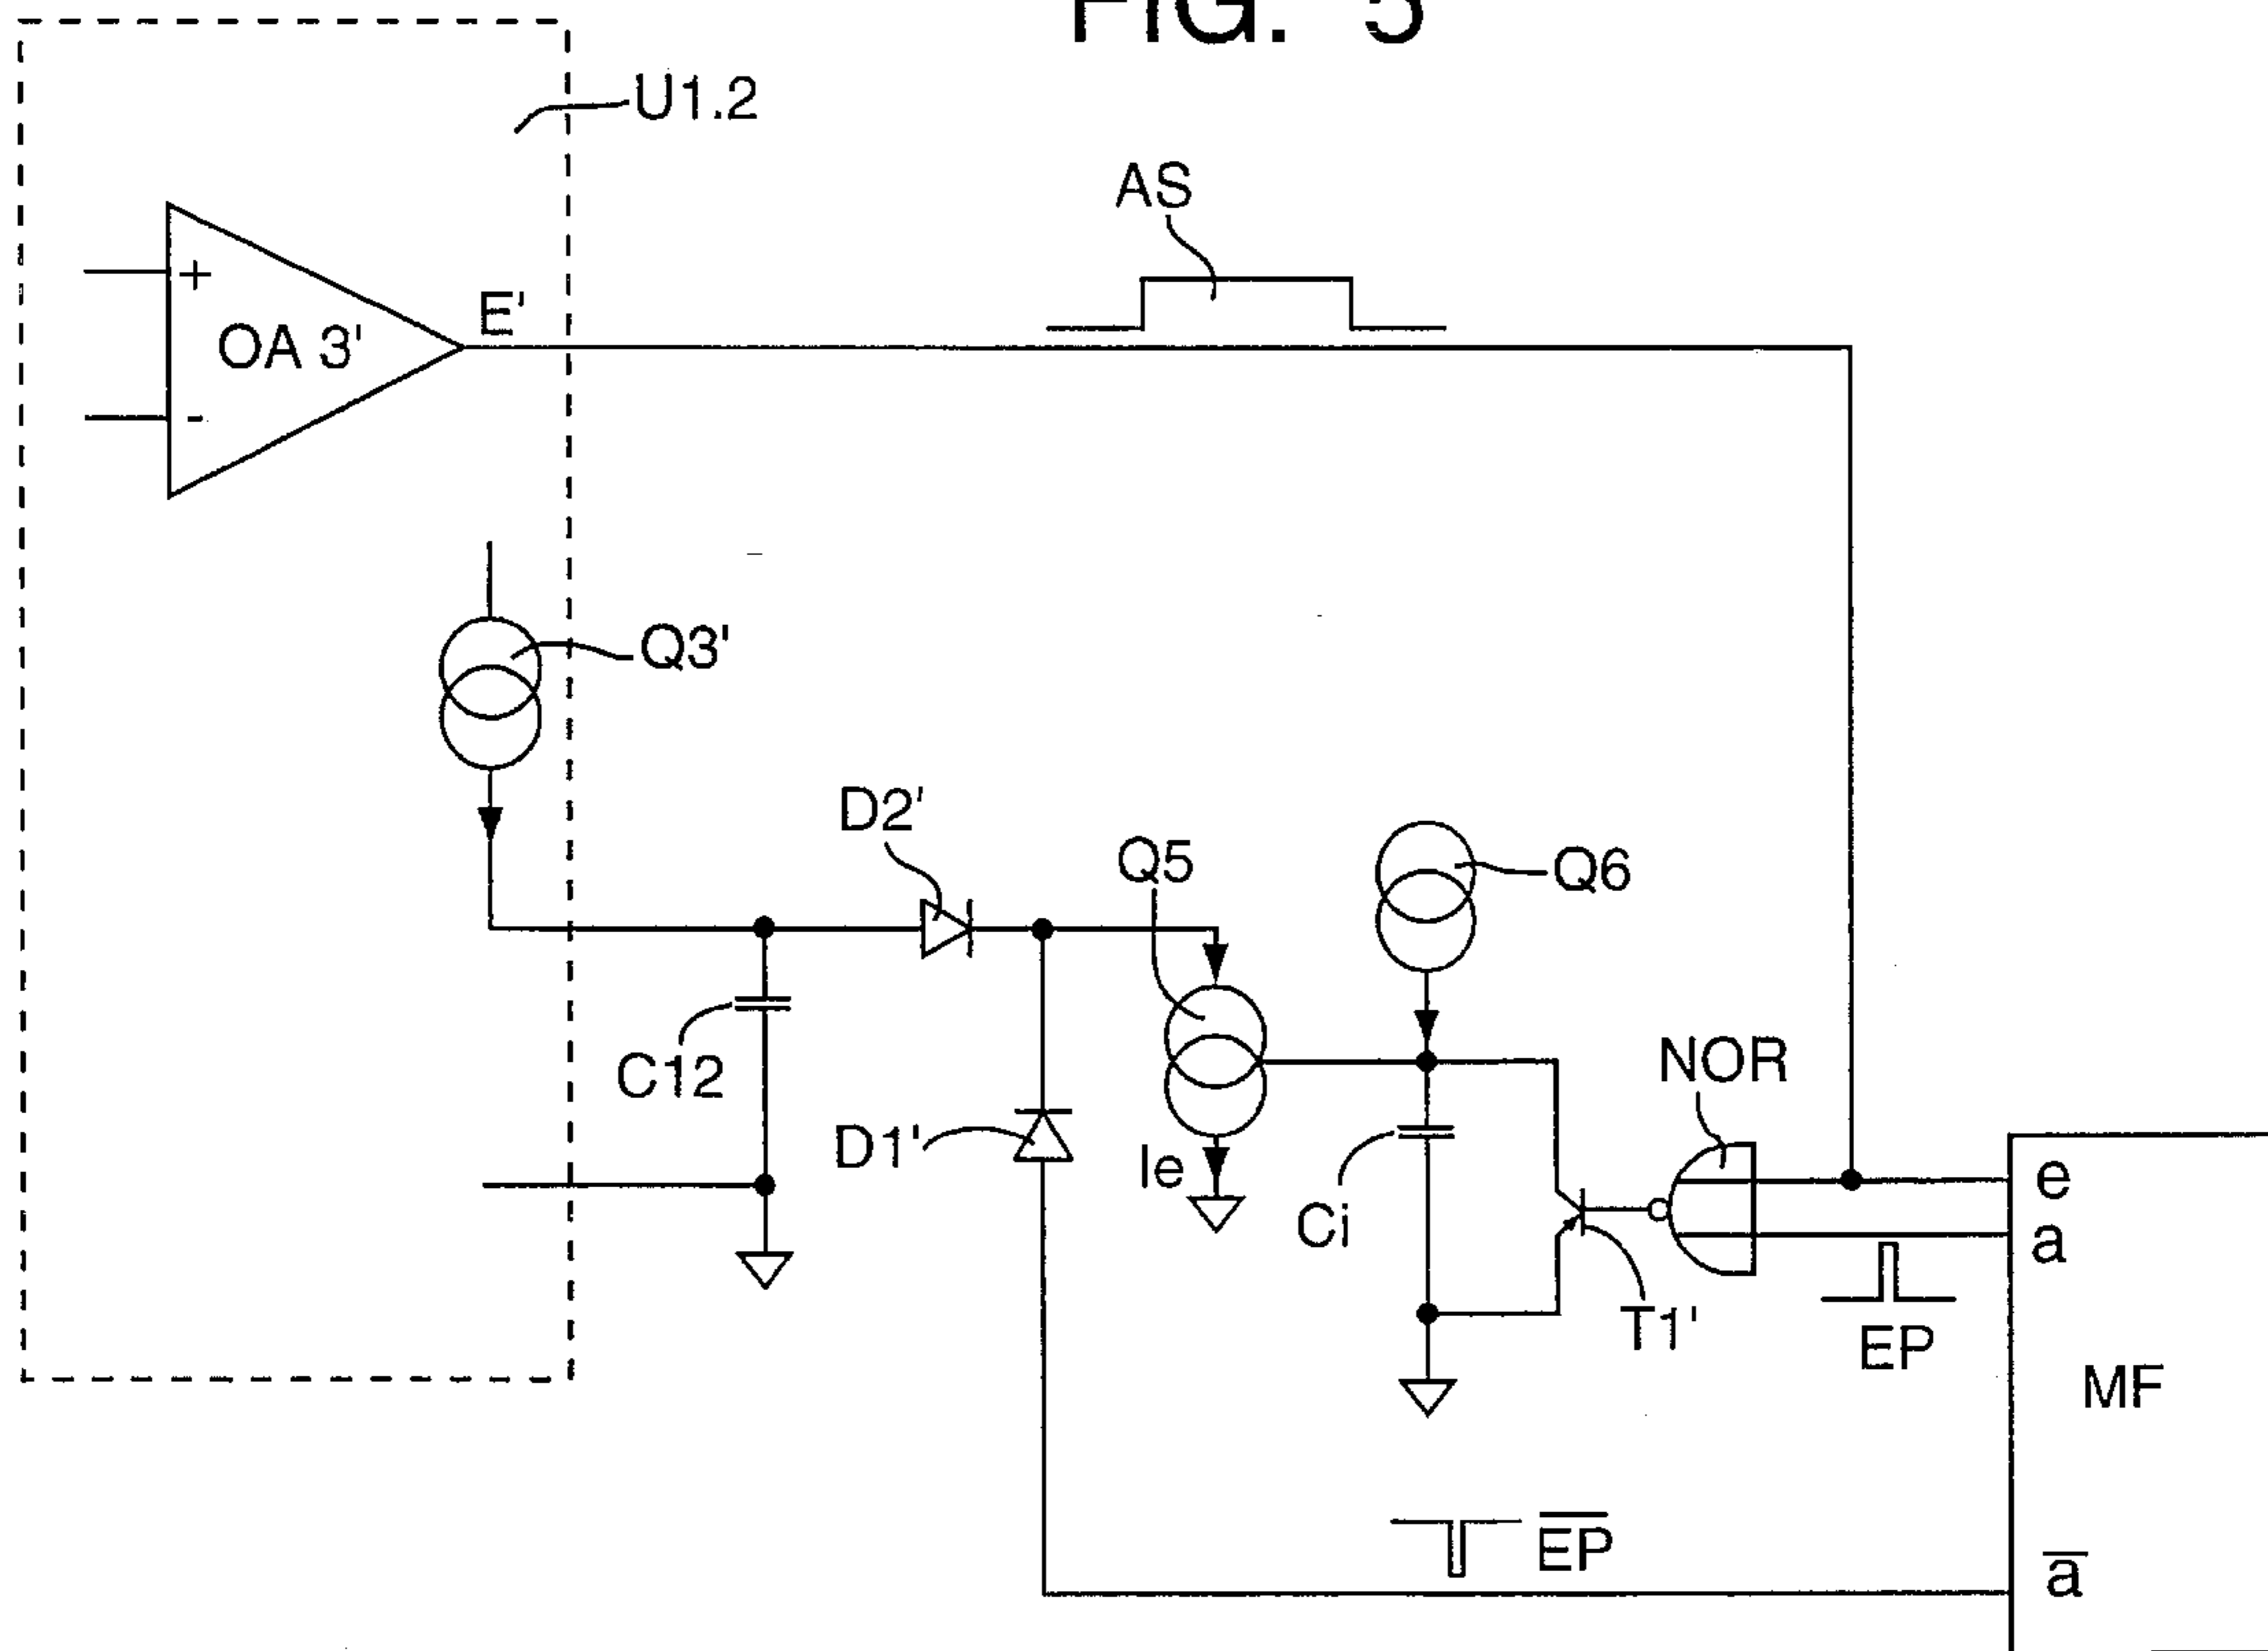 FIG. 5
U1.2
AS
+
E'
OA 3'
-
Q3'
D2'
Q5
Q6
C12
NOR
D1'
Ie
e
Ci
a
T1'
EP
MF
EP
a